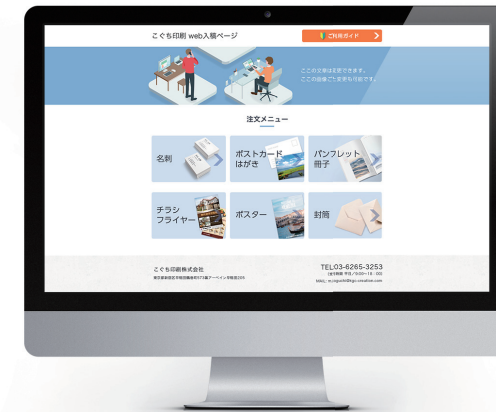 こぐち印刷 web入稿ページ
ご利用ガイド
この文章は変更できます。
ここの画像ごと変更も可能です。
注文メニュー
名刺
ポストカード
はがき
パンフレット
冊子
チラシ
フライヤー
ポスター
封筒
こぐち印刷株式会社
TEL:03-6265-3253